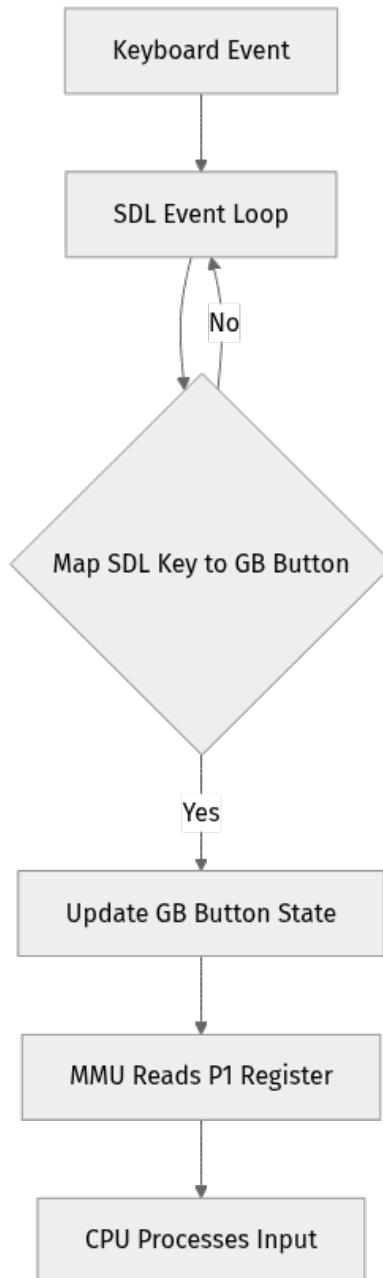 Keyboard Event
SDL Event Loop
No
Map SDL Key to GB Button
Yes
Update GB Button State
MMU Reads P1 Register
CPU Processes Input